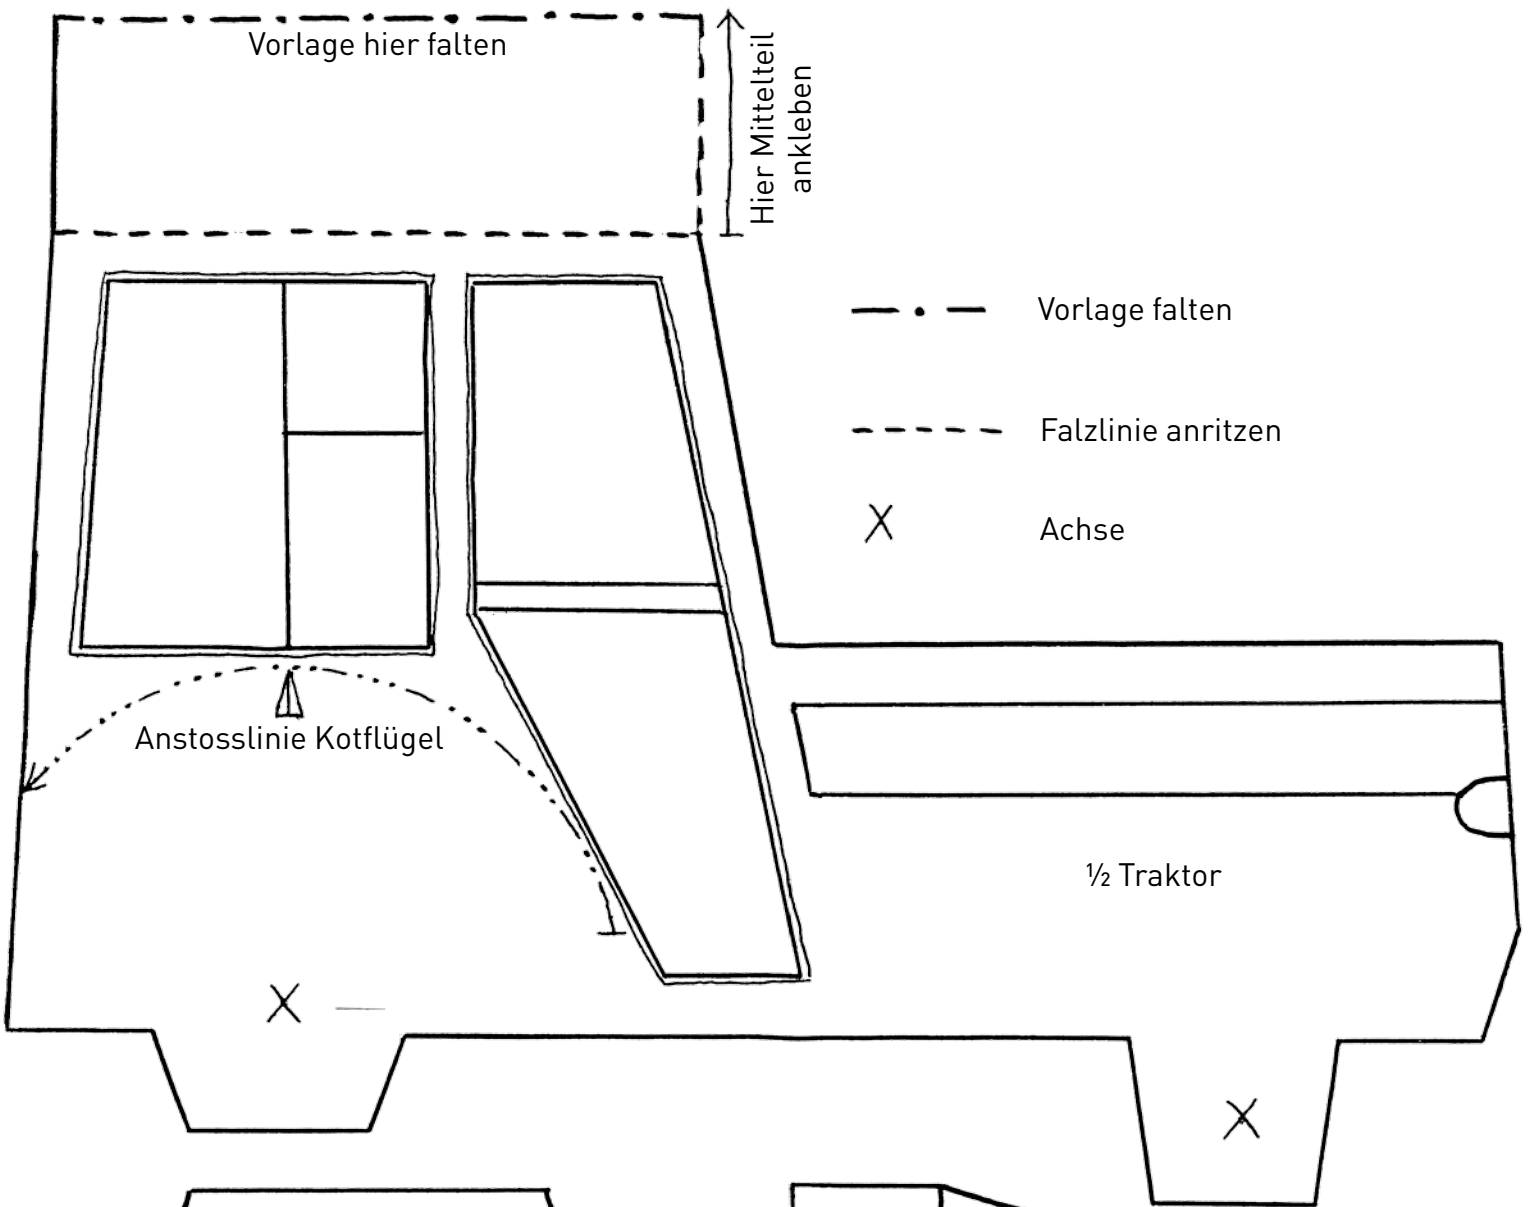 Vorlage hier falten
Hier Mittelteil
ankleben
Vorlage falten
Falzlinie anritzen
X Achse
Anstosslinie Kotflügel
½ Traktor
X
X